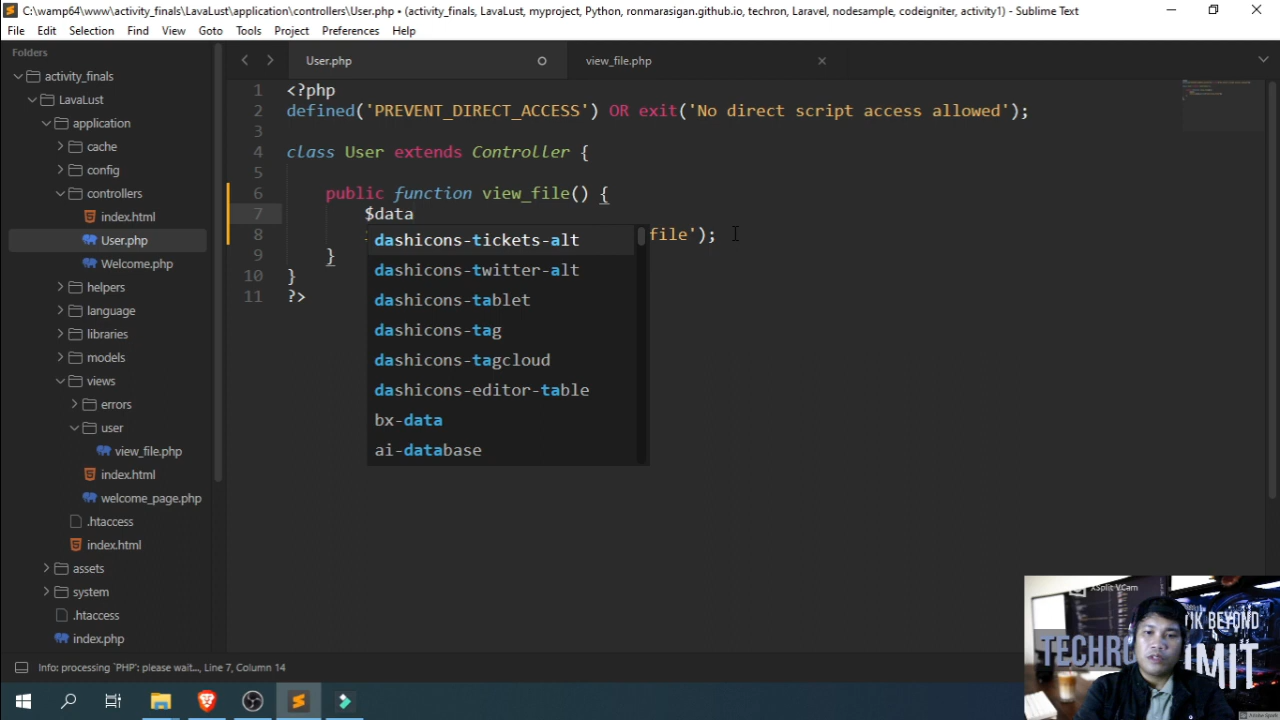 C:\wamp64\www\activity_finals\LavaLust\application\controllers\User.php • (activity_finals, LavaLust, myproject, Python, ronmarasigan.github.io, techron, Laravel, nodesample, codeigniter, activity1) - Sublime Text
File Edit Selection Find View Goto Tools Project Preferences Help
Folders
activity_finals
LavaLust
application
cache
config
controllers
index.html
User.php
Welcome.php
helpers
language
libraries
models
views
errors
user
view_file.php
index.html
welcome_page.php
.htaccess
index.html
assets
system
.htaccess
index.php
User.php
view_file.php
1 <?php
2 defined('PREVENT_DIRECT_ACCESS') OR exit('No direct script access allowed');
3
4 class User extends Controller {
5
6 public function view_file() {
7 $data
8 file');
9 }
10 }
11 ?>
dashicons-tickets-alt
dashicons-twitter-alt
dashicons-tablet
dashicons-tag
dashicons-tagcloud
dashicons-editor-table
bx-data
ai-database
XSplit VCam
BEYOND
TECHR
IMIT
Info: processing `PHP`: please wait..., Line 7, Column 14